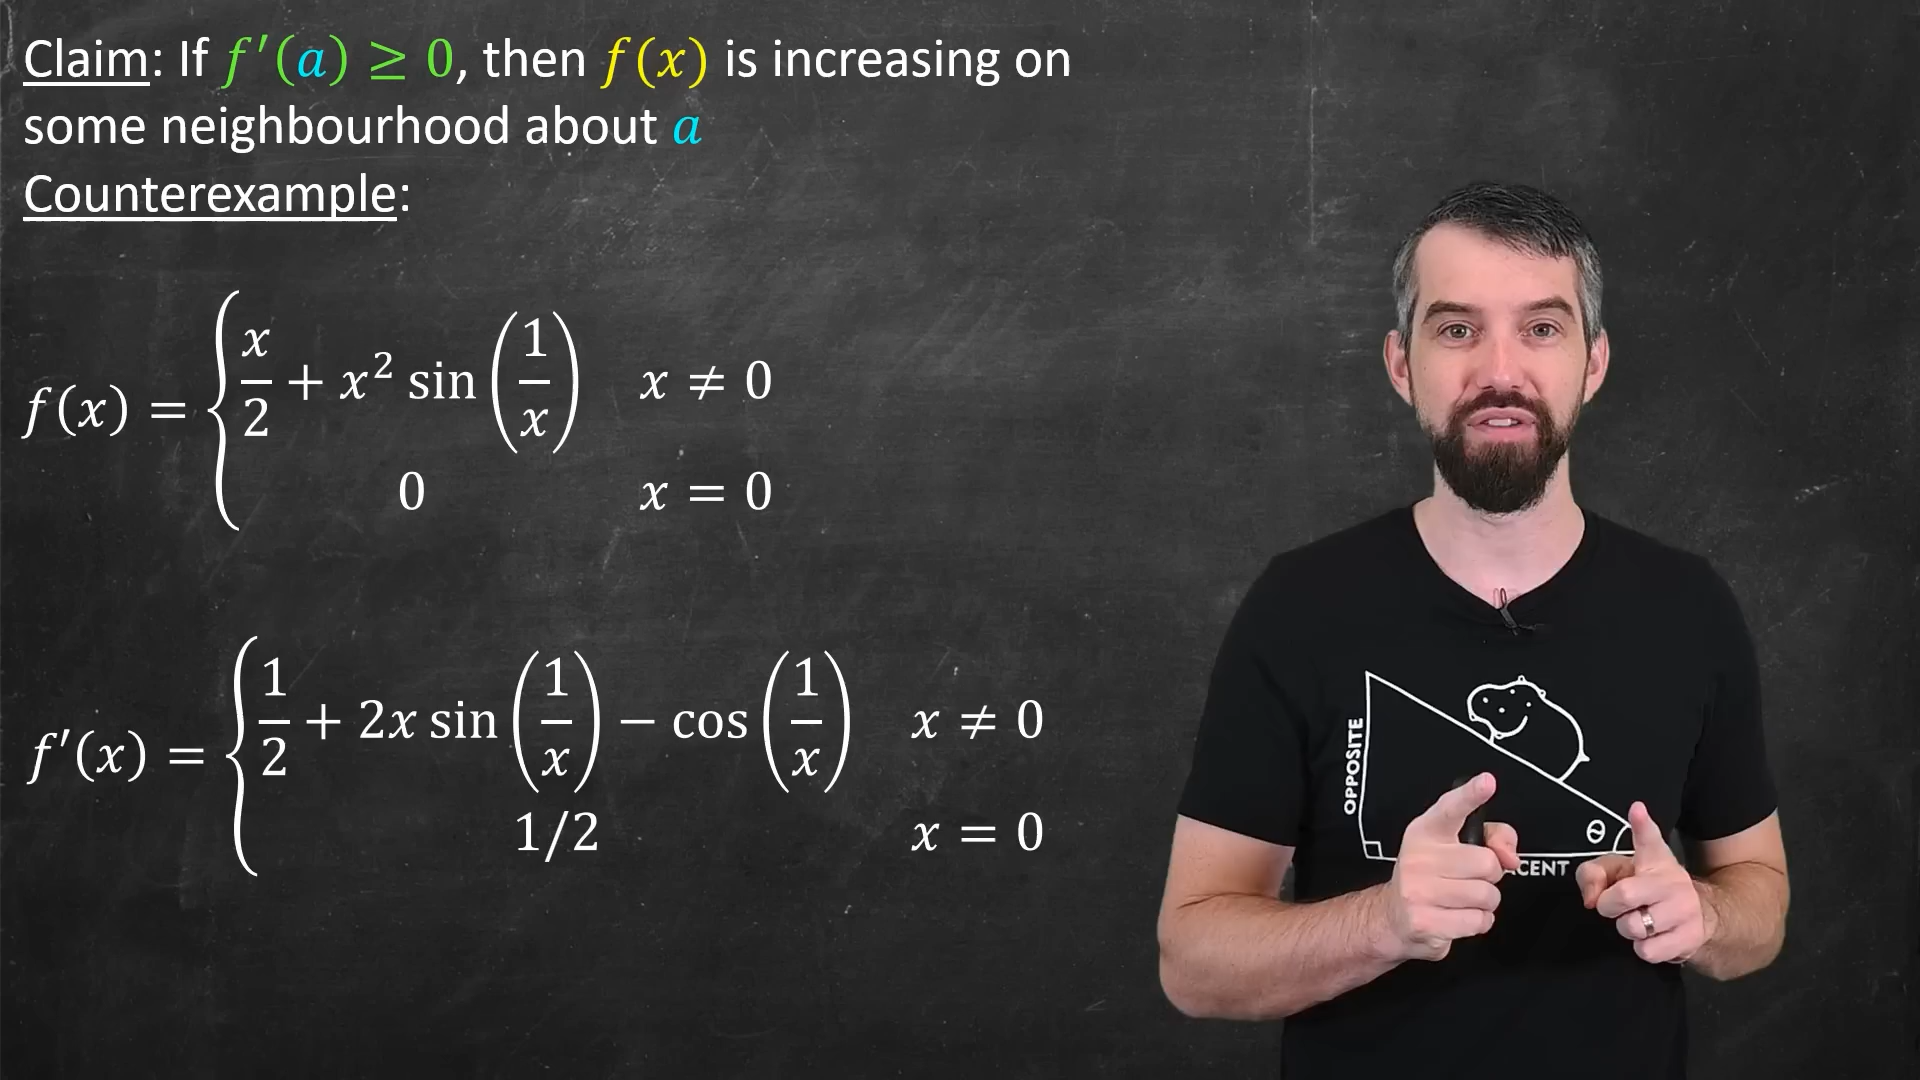 Claim: If f′(a) ≥ 0, then f(x) is increasing on
some neighbourhood about a
Counterexample:
f(x) = { x/2 + x² sin(1/x)   x ≠ 0
0   x = 0
f′(x) = { 1/2 + 2x sin(1/x) − cos(1/x)   x ≠ 0
1/2   x = 0
OPPOSITE
θ
CENT